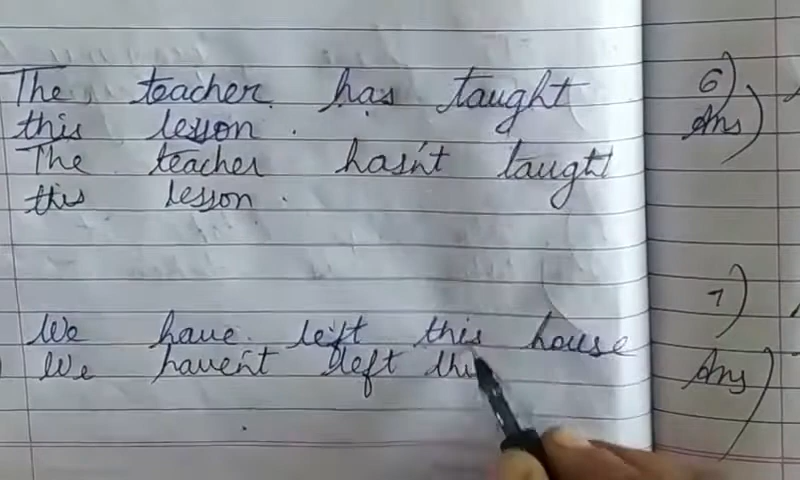 The teacher has taught
this lesson.
The teacher hasn't taught
this lesson.
We have left this house
We haven't left thi
6)
Ans)
7)
Ans)